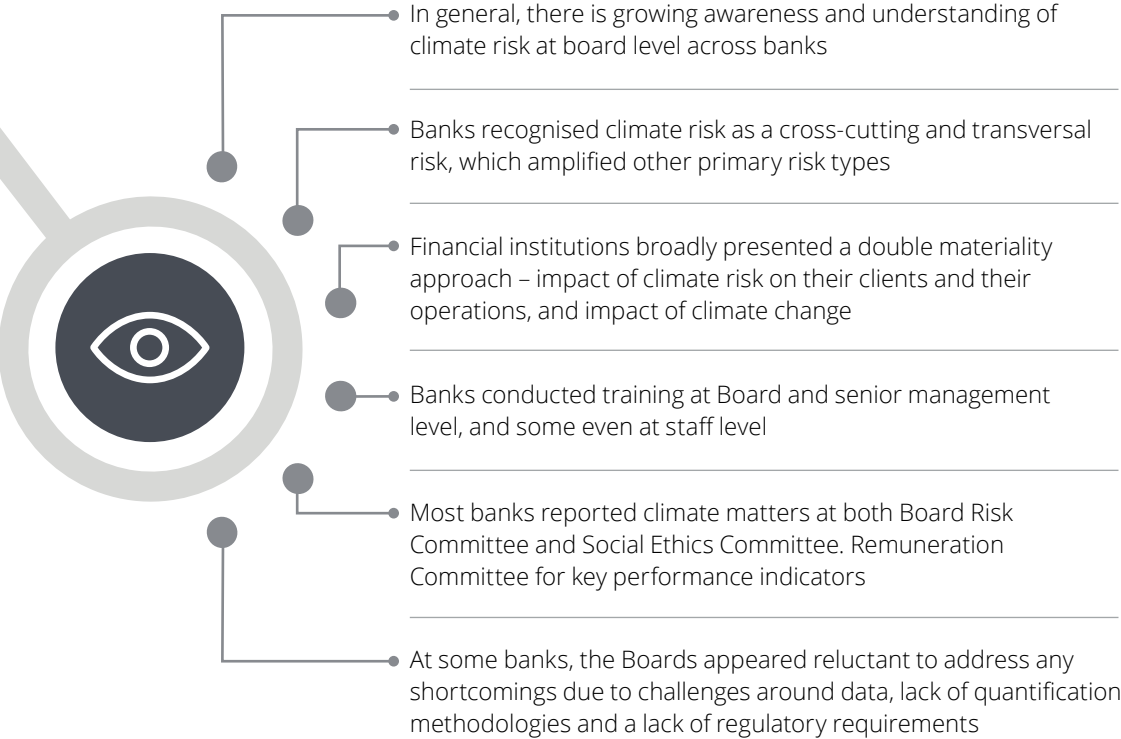 In general, there is growing awareness and understanding of
climate risk at board level across banks
Banks recognised climate risk as a cross-cutting and transversal
risk, which amplified other primary risk types
Financial institutions broadly presented a double materiality
approach – impact of climate risk on their clients and their
operations, and impact of climate change
Banks conducted training at Board and senior management
level, and some even at staff level
Most banks reported climate matters at both Board Risk
Committee and Social Ethics Committee. Remuneration
Committee for key performance indicators
At some banks, the Boards appeared reluctant to address any
shortcomings due to challenges around data, lack of quantification
methodologies and a lack of regulatory requirements